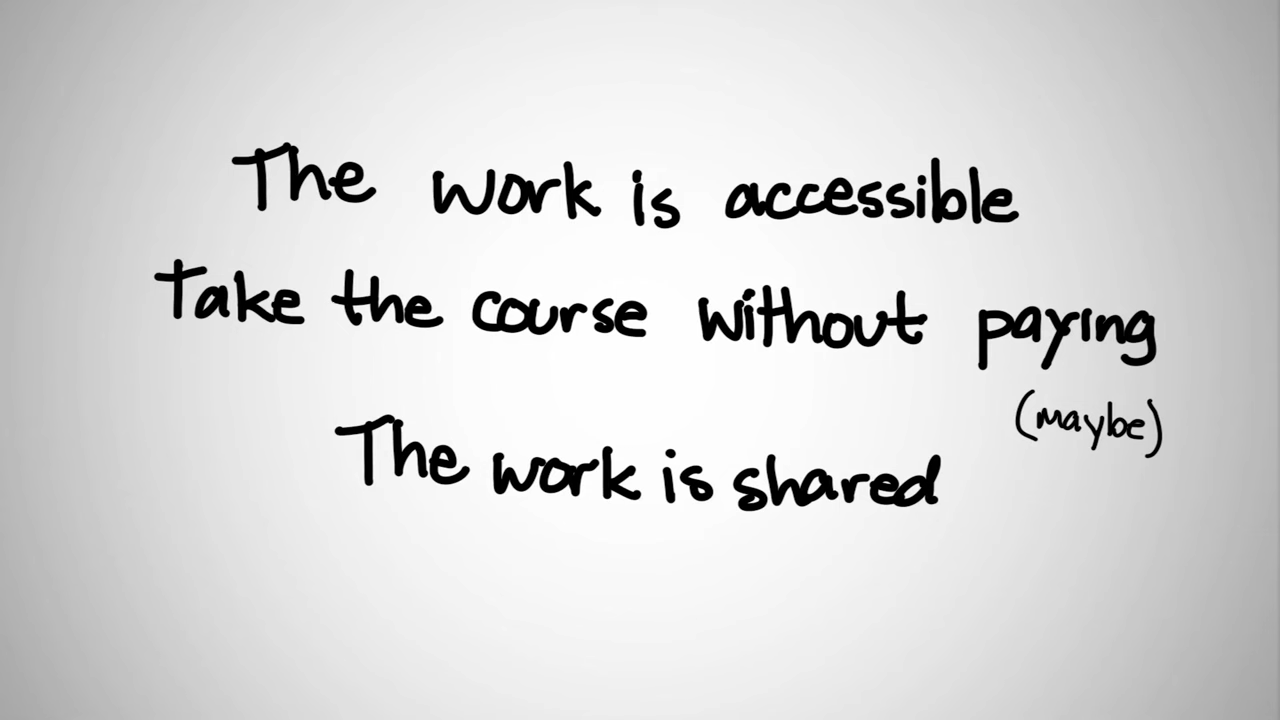 The work is accessible
Take the course without paying
(maybe)
The work is shared